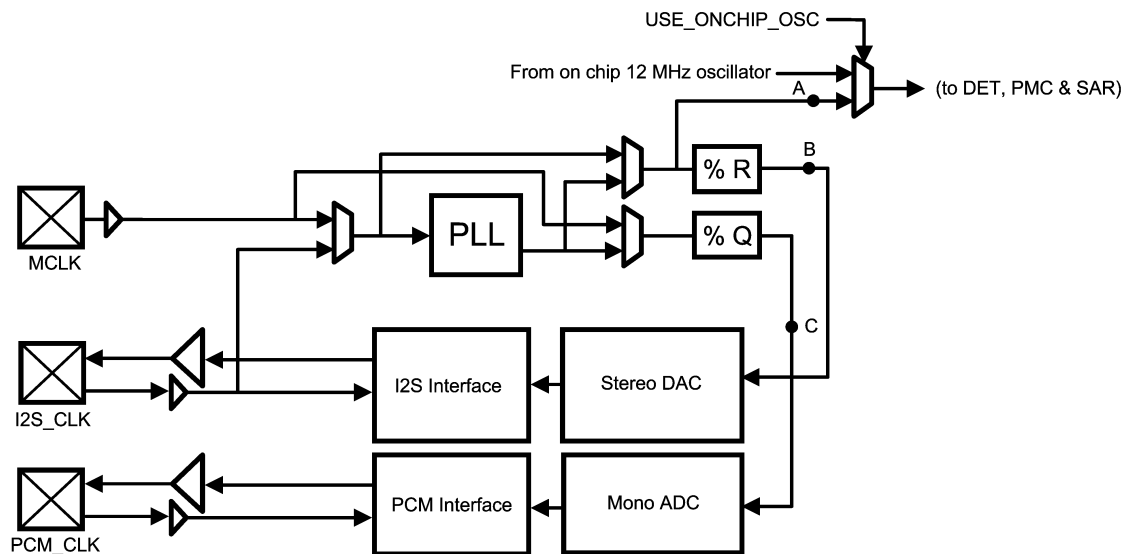 USE_ONCHIP_OSC
From on chip 12 MHz oscillator
A
(to DET, PMC & SAR)
B
% R
MCLK
PLL
% Q
C
I2S_CLK
I2S Interface
Stereo DAC
PCM_CLK
PCM Interface
Mono ADC